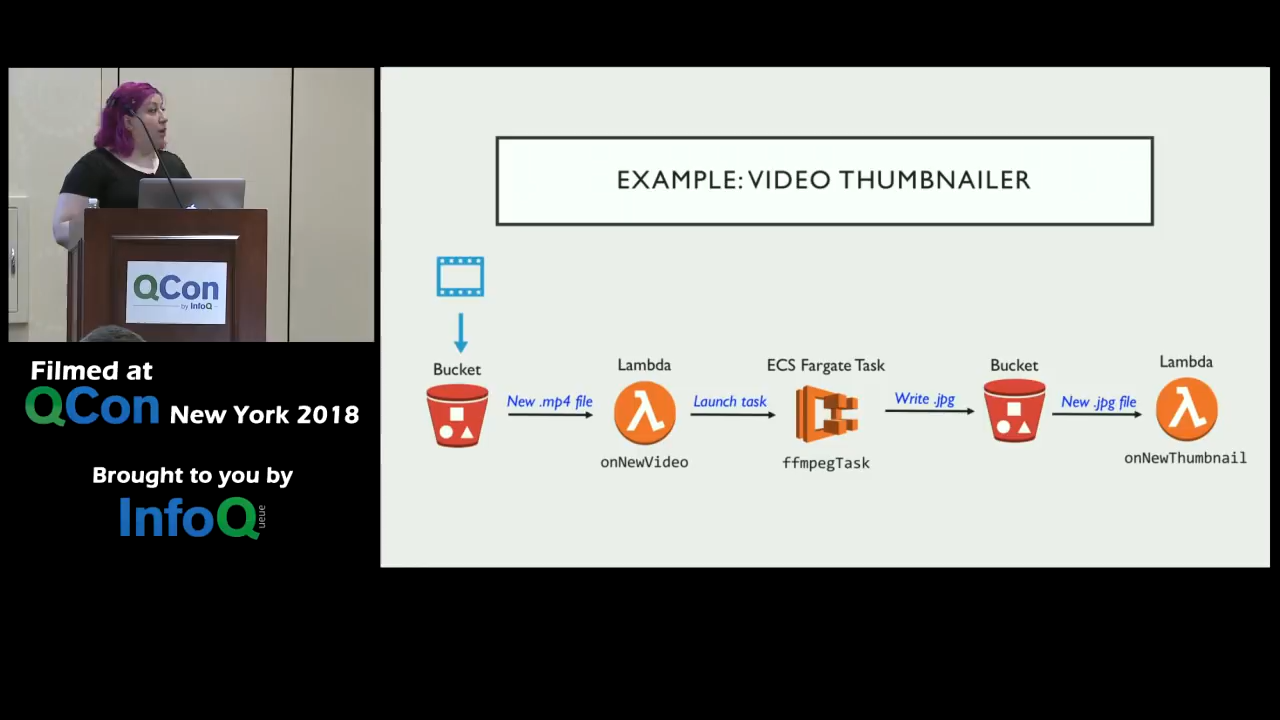 QCon
by InfoQ
Filmed at
QCon New York 2018
Brought to you by
InfoQ
ueue
EXAMPLE: VIDEO THUMBNAILER
Bucket
New .mp4 file
Lambda
onNewVideo
Launch task
ECS Fargate Task
ffmpegTask
Write .jpg
Bucket
New .jpg file
Lambda
onNewThumbnail